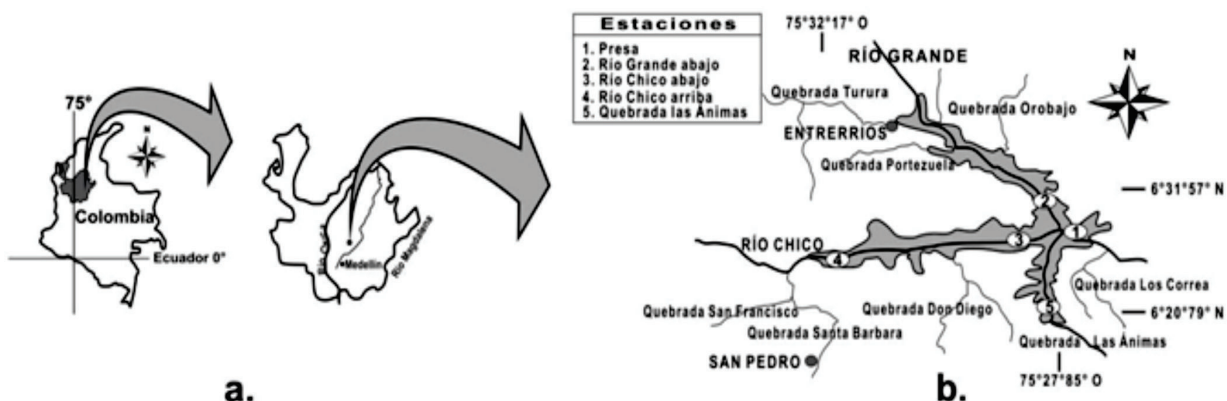 75°
N
Colombia
Ecuador 0°
Medellín
Río Magdalena
a.
Estaciones
1. Presa
2. Río Grande abajo
3. Río Chico abajo
4. Río Chico arriba
5. Quebrada las Ánimas
75°32'17" O
RÍO GRANDE
N
Quebrada Turura
Quebrada Orobajo
ENTRERRIOS
Quebrada Portezuela
6°31'57" N
2
1
3
RÍO CHICO
4
Quebrada Los Correa
Quebrada San Francisco
Quebrada Don Diego
5
6°20'79" N
Quebrada Santa Barbara
Quebrada Las Ánimas
SAN PEDRO
75°27'85" O
b.